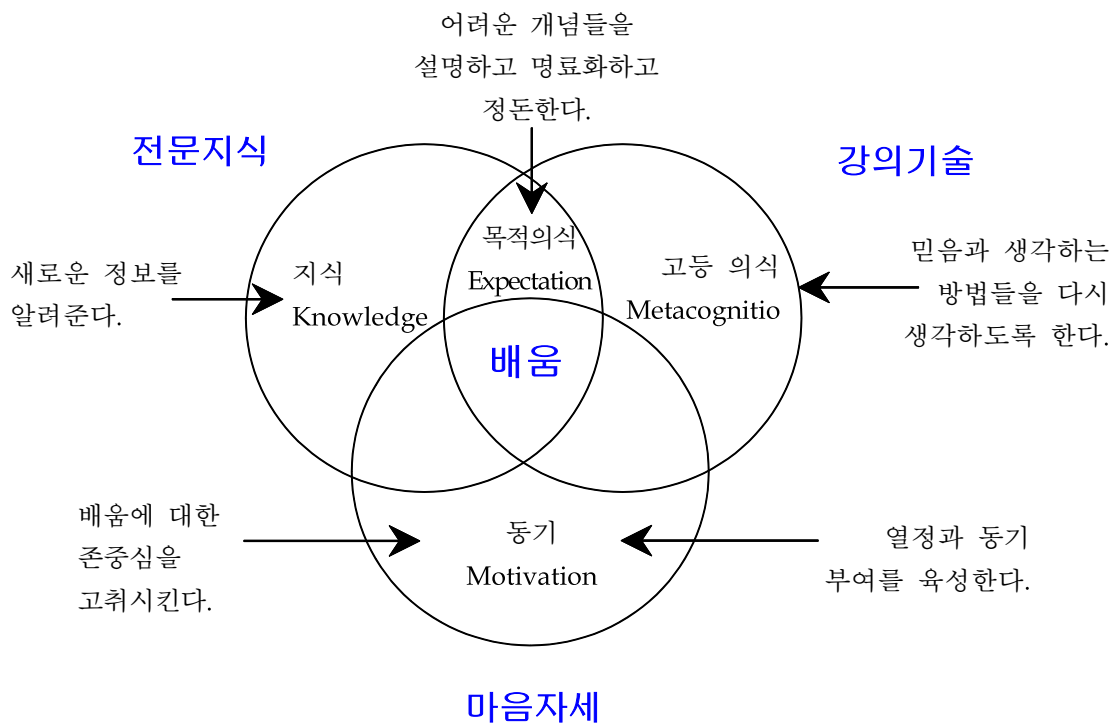 어려운 개념들을
설명하고 명료화하고
정돈한다.
전문지식
강의기술
목적의식
Expectation
새로운 정보를
알려준다.
지식
Knowledge
고등 의식
Metacognitio
믿음과 생각하는
방법들을 다시
생각하도록 한다.
배움
배움에 대한
존중심을
고취시킨다.
동기
Motivation
열정과 동기
부여를 육성한다.
마음자세